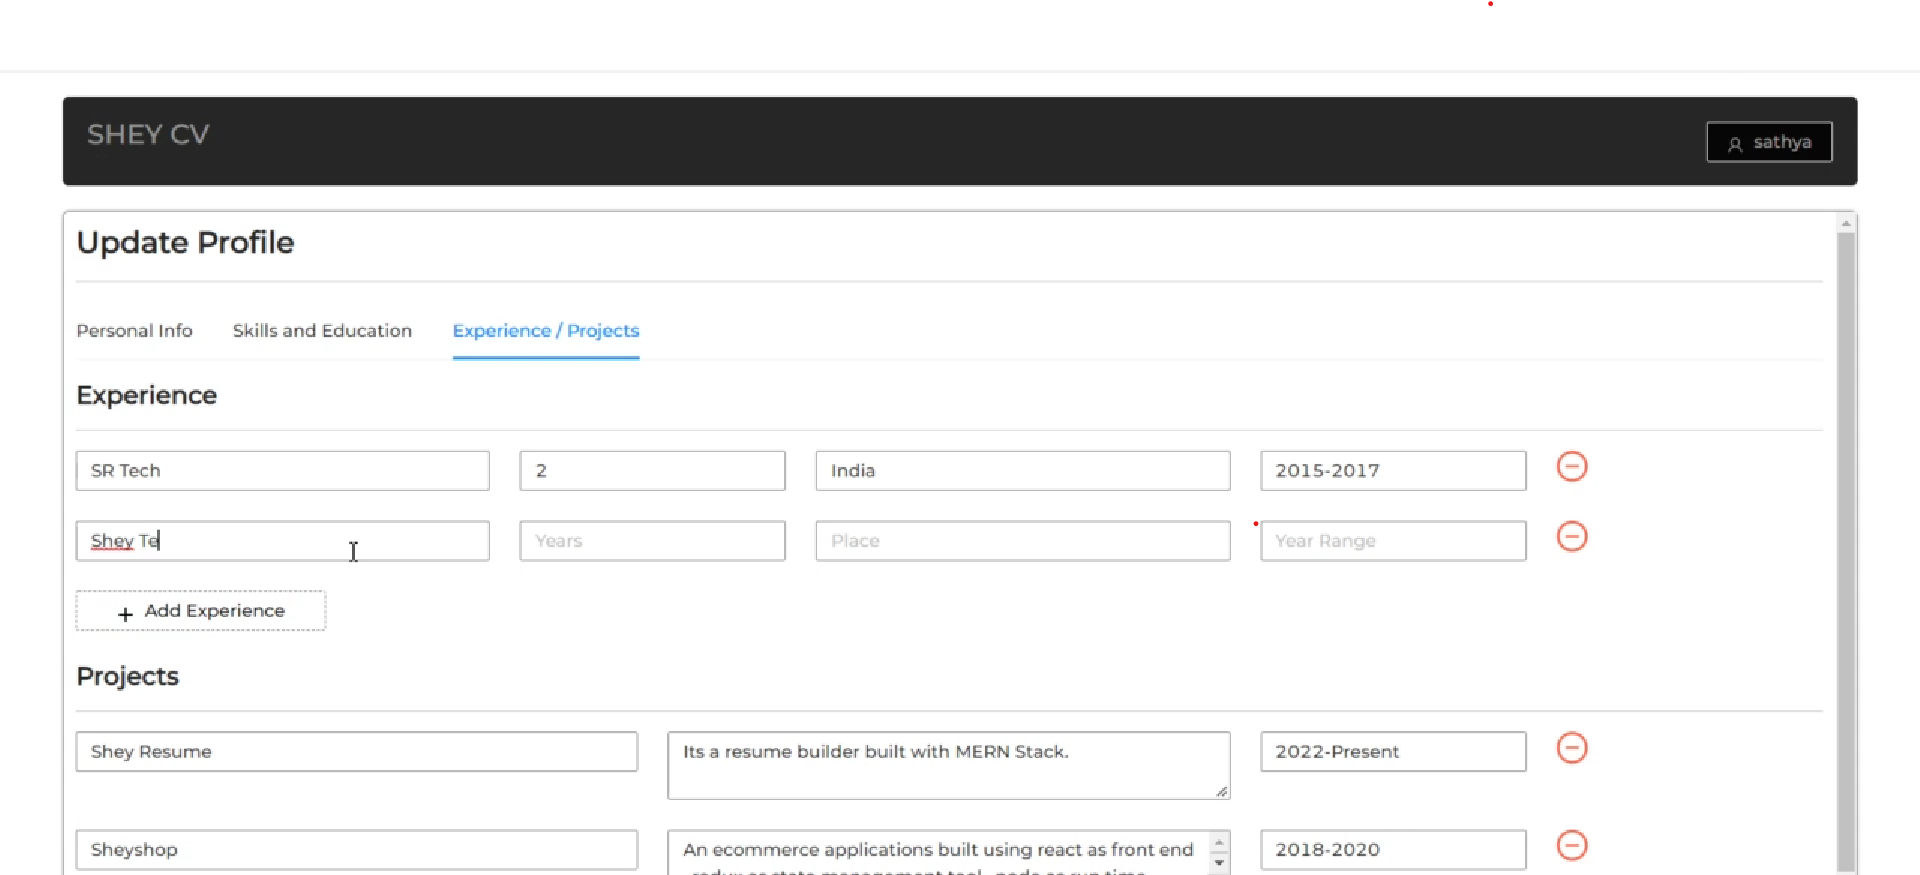 SHEY CV
sathya
Update Profile
Personal Info Skills and Education Experience / Projects
Experience
SR Tech 2 India 2015-2017
Shey Te Years Place Year Range
+ Add Experience
Projects
Shey Resume Its a resume builder built with MERN Stack. 2022-Present
Sheyshop An ecommerce applications built using react as front end 2018-2020